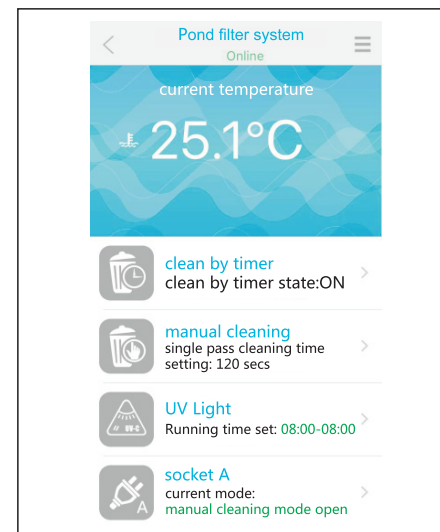 Pond filter system
Online
current temperature
25.1°C
clean by timer
clean by timer state:ON
manual cleaning
single pass cleaning time
setting: 120 secs
UV-C
UV Light
Running time set: 08:00-08:00
A
socket A
current mode:
manual cleaning mode open